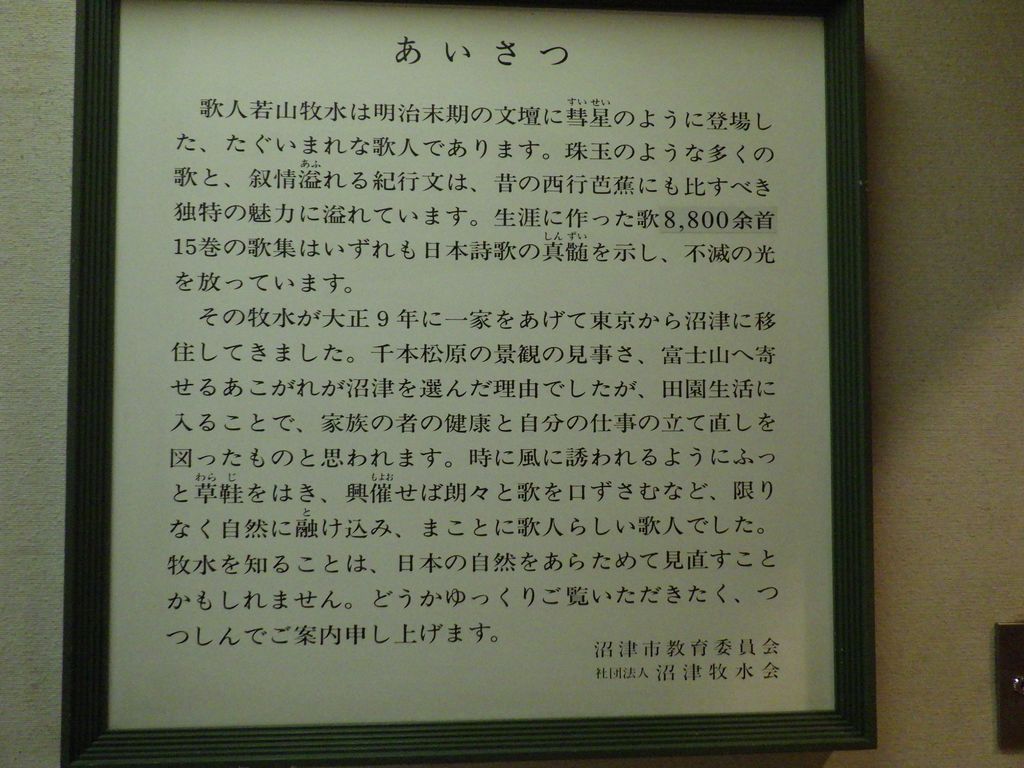 あいさつ
歌人若山牧水は明治末期の文壇に彗星のように登場し
た、たぐいまれな歌人であります。珠玉のような多くの
歌と、叙情溢れる紀行文は、昔の西行芭蕉にも比すべき
独特の魅力に溢れています。生涯に作った歌8,800余首
15巻の歌集はいずれも日本詩歌の真髄を示し、不滅の光
を放っています。
その牧水が大正9年に一家をあげて東京から沼津に移
住してきました。千本松原の景観の見事さ、富士山へ寄
せるあこがれが沼津を選んだ理由でしたが、田園生活に
入ることで、家族の者の健康と自分の仕事の立て直しを
図ったものと思われます。時に風に誘われるようにふっ
と草鞋をはき、興催せば朗々と歌を口ずさむなど、限り
なく自然に融け込み、まことに歌人らしい歌人でした。
牧水を知ることは、日本の自然をあらためて見直すこと
かもしれません。どうかゆっくりご覧いただきたく、つ
つしんでご案内申し上げます。
沼津市教育委員会
社団法人 沼津牧水会